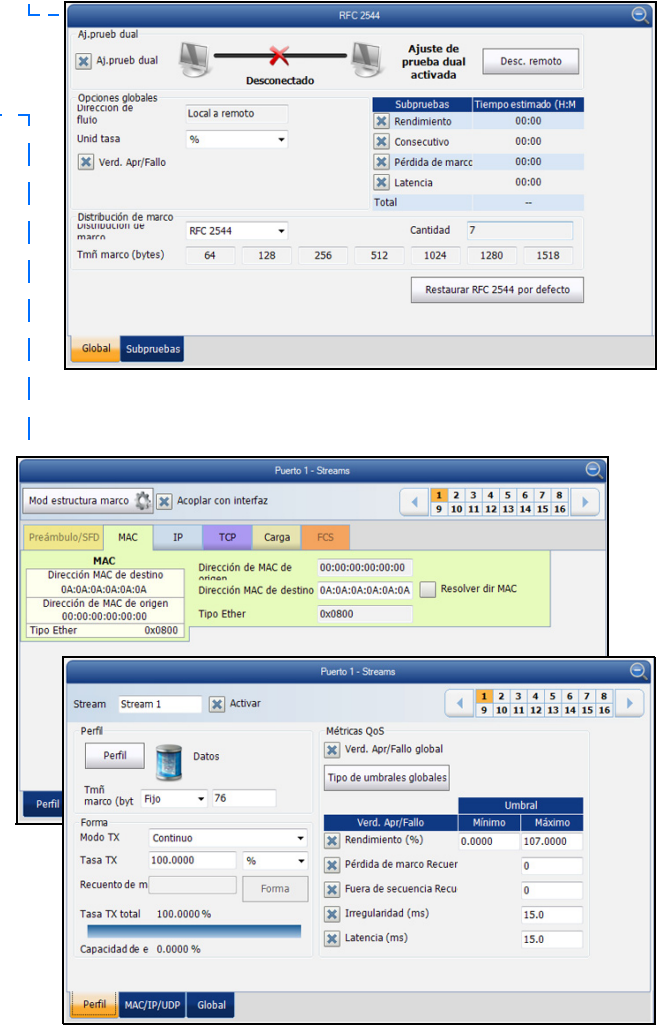 RFC 2544
Aj.prueb dual
Aj.prueb dual
Desconectado
Ajuste de
prueba dual
activada
Desc. remoto
Opciones globales
Dirección de
flujo
Local a remoto
Unid tasa
%
Verd. Apr/Fallo
Subpruebas Tiempo estimado (H:M
Rendimiento 00:00
Consecutivo 00:00
Pérdida de marcc 00:00
Latencia 00:00
Total --
Distribución de marco
Distribución de
marco
RFC 2544
Cantidad 7
Tmñ marco (bytes) 64 128 256 512 1024 1280 1518
Restaurar RFC 2544 por defecto
Global Subpruebas
Puerto 1 - Streams
Mod estructura marco
Acoplar con interfaz
1 2 3 4 5 6 7 8
9 10 11 12 13 14 15 16
Preámbulo/SFD MAC IP TCP Carga FCS
MAC
Dirección MAC de destino
0A:0A:0A:0A:0A:0A
Dirección de MAC de origen
00:00:00:00:00:00
Tipo Ether 0x0800
Dirección de MAC de
origen
00:00:00:00:00:00
Dirección MAC de destino 0A:0A:0A:0A:0A:0A
Resolver dir MAC
Tipo Ether 0x0800
Perfil
Puerto 1 - Streams
Stream Stream 1
Activar
1 2 3 4 5 6 7 8
9 10 11 12 13 14 15 16
Perfil
Perfil
Datos
Tmñ
marco (byt Fijo 76
Forma
Modo TX Continuo
Tasa TX 100.0000 %
Recuento de m
Forma
Tasa TX total 100.0000 %
Capacidad de e 0.0000 %
Métricas QoS
Verd. Apr/Fallo global
Tipo de umbrales globales
Umbral
Verd. Apr/Fallo Mínimo Máximo
Rendimiento (%) 0.0000 107.0000
Pérdida de marco Recuer 0
Fuera de secuencia Recu 0
Irregularidad (ms) 15.0
Latencia (ms) 15.0
Perfil MAC/IP/UDP Global